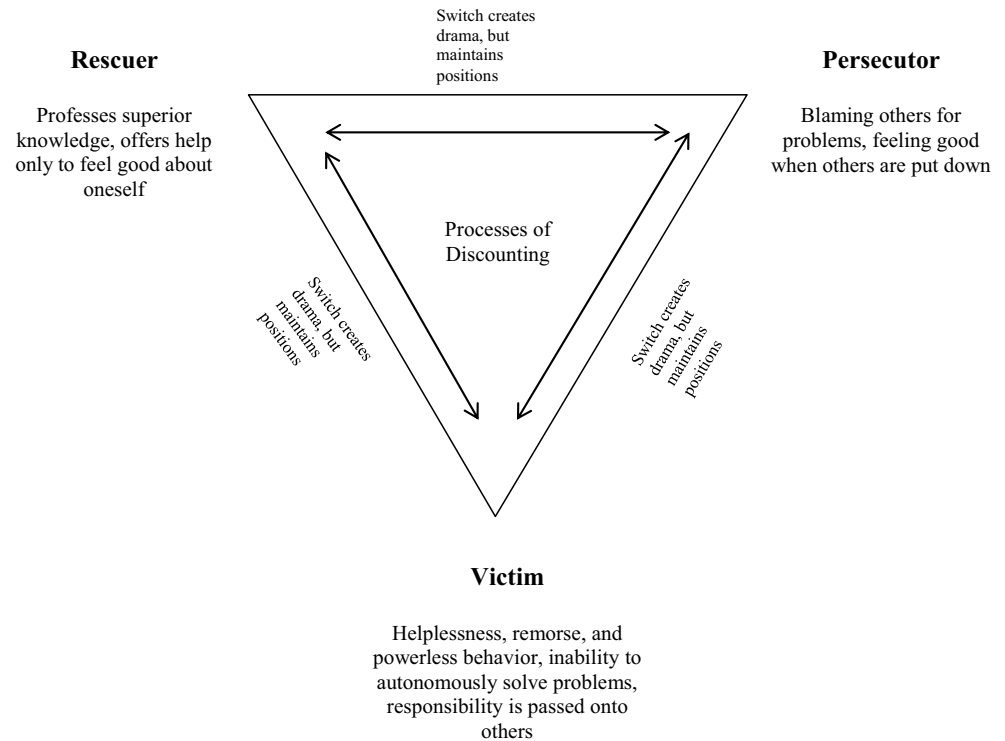 Switch creates
drama, but
maintains
positions
Rescuer
Professes superior
knowledge, offers help
only to feel good about
oneself
Persecutor
Blaming others for
problems, feeling good
when others are put down
Processes of
Discounting
Switch creates
drama, but
maintains
positions
Switch creates
drama, but
maintains
positions
Victim
Helplessness, remorse, and
powerless behavior, inability to
autonomously solve problems,
responsibility is passed onto
others